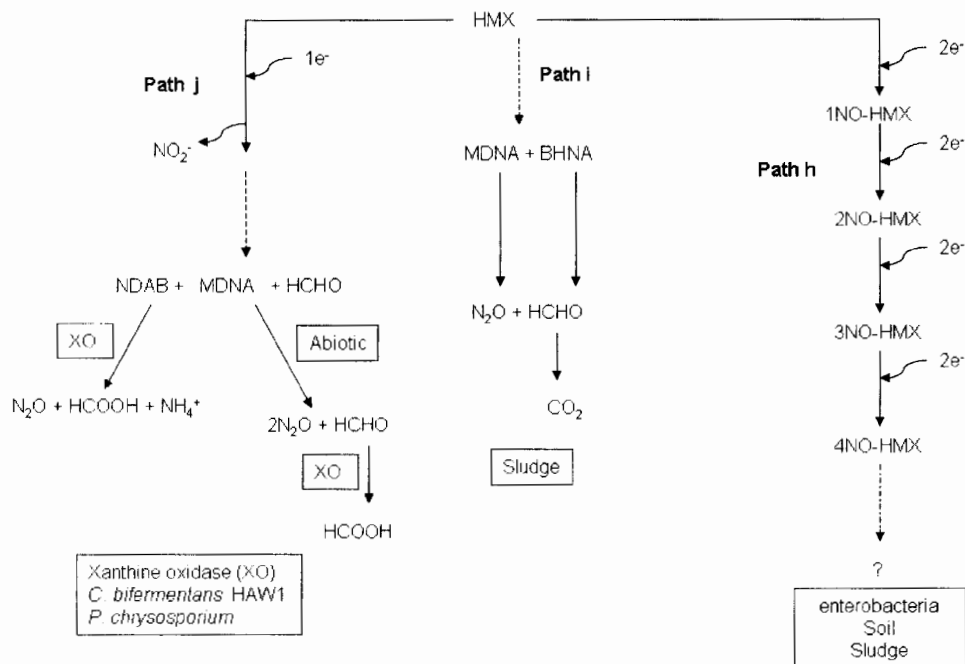 HMX
1e⁻
Path j
NO₂⁻
NDAB + MDNA + HCHO
XO
Abiotic
N₂O + HCOOH + NH₄⁺
2N₂O + HCHO
XO
HCOOH
Xanthine oxidase (XO)
C. bifermentans HAW1
P. chrysosporium
Path i
MDNA + BHNA
N₂O + HCHO
CO₂
Sludge
2e⁻
1NO-HMX
2e⁻
Path h
2NO-HMX
2e⁻
3NO-HMX
2e⁻
4NO-HMX
?
enterobacteria
Soil
Sludge